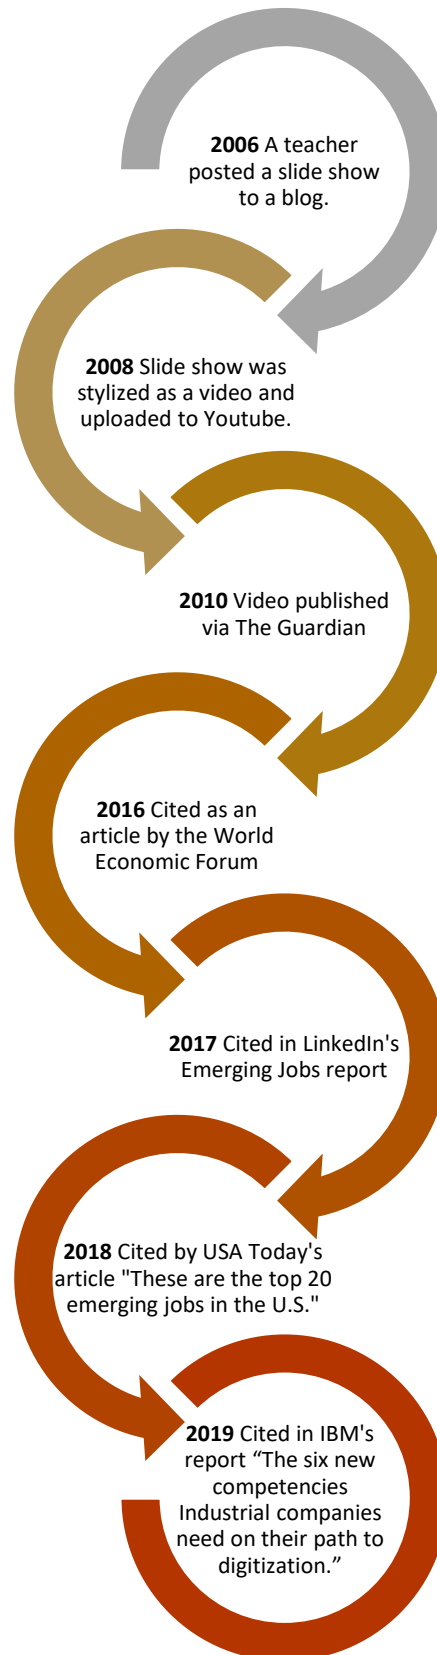 2006 A teacher
posted a slide show
to a blog.
2008 Slide show was
stylized as a video and
uploaded to Youtube.
2010 Video published
via The Guardian
2016 Cited as an
article by the World
Economic Forum
2017 Cited in LinkedIn's
Emerging Jobs report
2018 Cited by USA Today's
article "These are the top 20
emerging jobs in the U.S."
2019 Cited in IBM's
report “The six new
competencies
Industrial companies
need on their path to
digitization.”